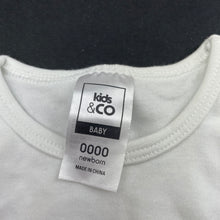 kids
&CO
BABY
0000
newborn
MADE IN CHINA